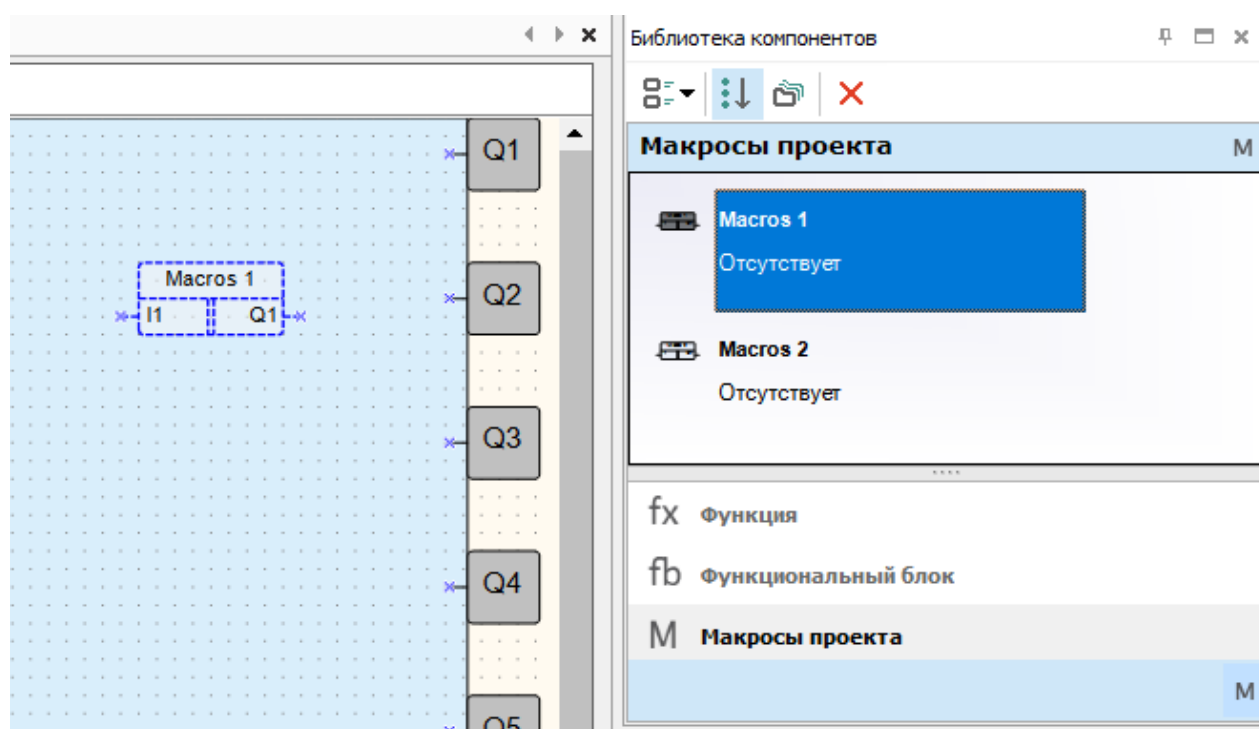 Библиотека компонентов
Макросы проекта M
Macros 1
Отсутствует
Macros 2
Отсутствует
fx Функция
fb Функциональный блок
M Макросы проекта
M
Macros 1
I1 Q1
Q1
Q2
Q3
Q4
Q5